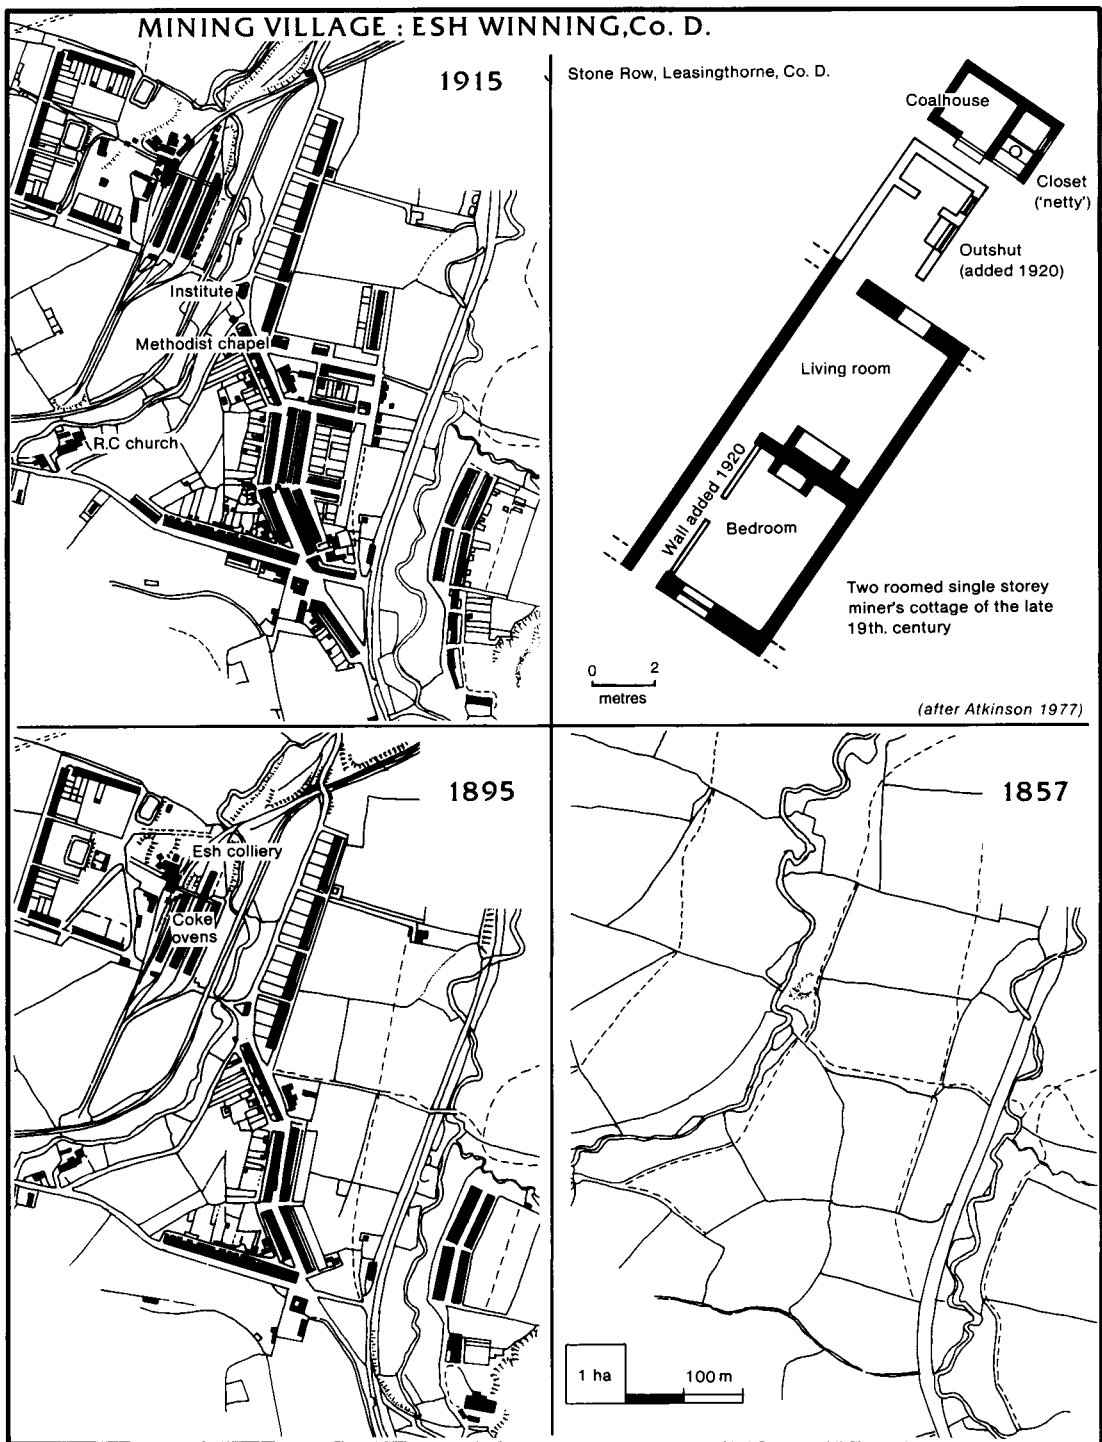 MINING VILLAGE : ESH WINNING, Co. D.
1915
Institute
Methodist chapel
R.C church
Stone Row, Leasingthorne, Co. D.
Coalhouse
Closet
('netty')
Outshut
(added 1920)
Living room
Wall added 1920
Bedroom
Two roomed single storey
miner's cottage of the late
19th. century
0 2
metres
(after Atkinson 1977)
1895
Esh colliery
Coke
ovens
1857
1 ha
100 m